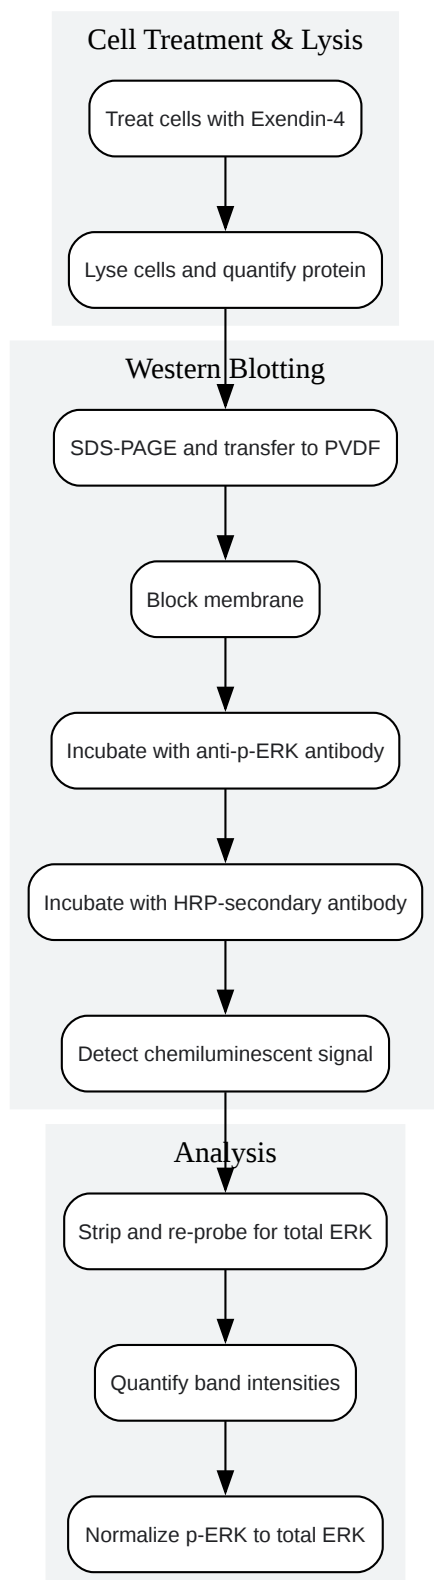 Cell Treatment & Lysis
Treat cells with Exendin-4
Lyse cells and quantify protein
Western Blotting
SDS-PAGE and transfer to PVDF
Block membrane
Incubate with anti-p-ERK antibody
Incubate with HRP-secondary antibody
Detect chemiluminescent signal
Analysis
Strip and re-probe for total ERK
Quantify band intensities
Normalize p-ERK to total ERK